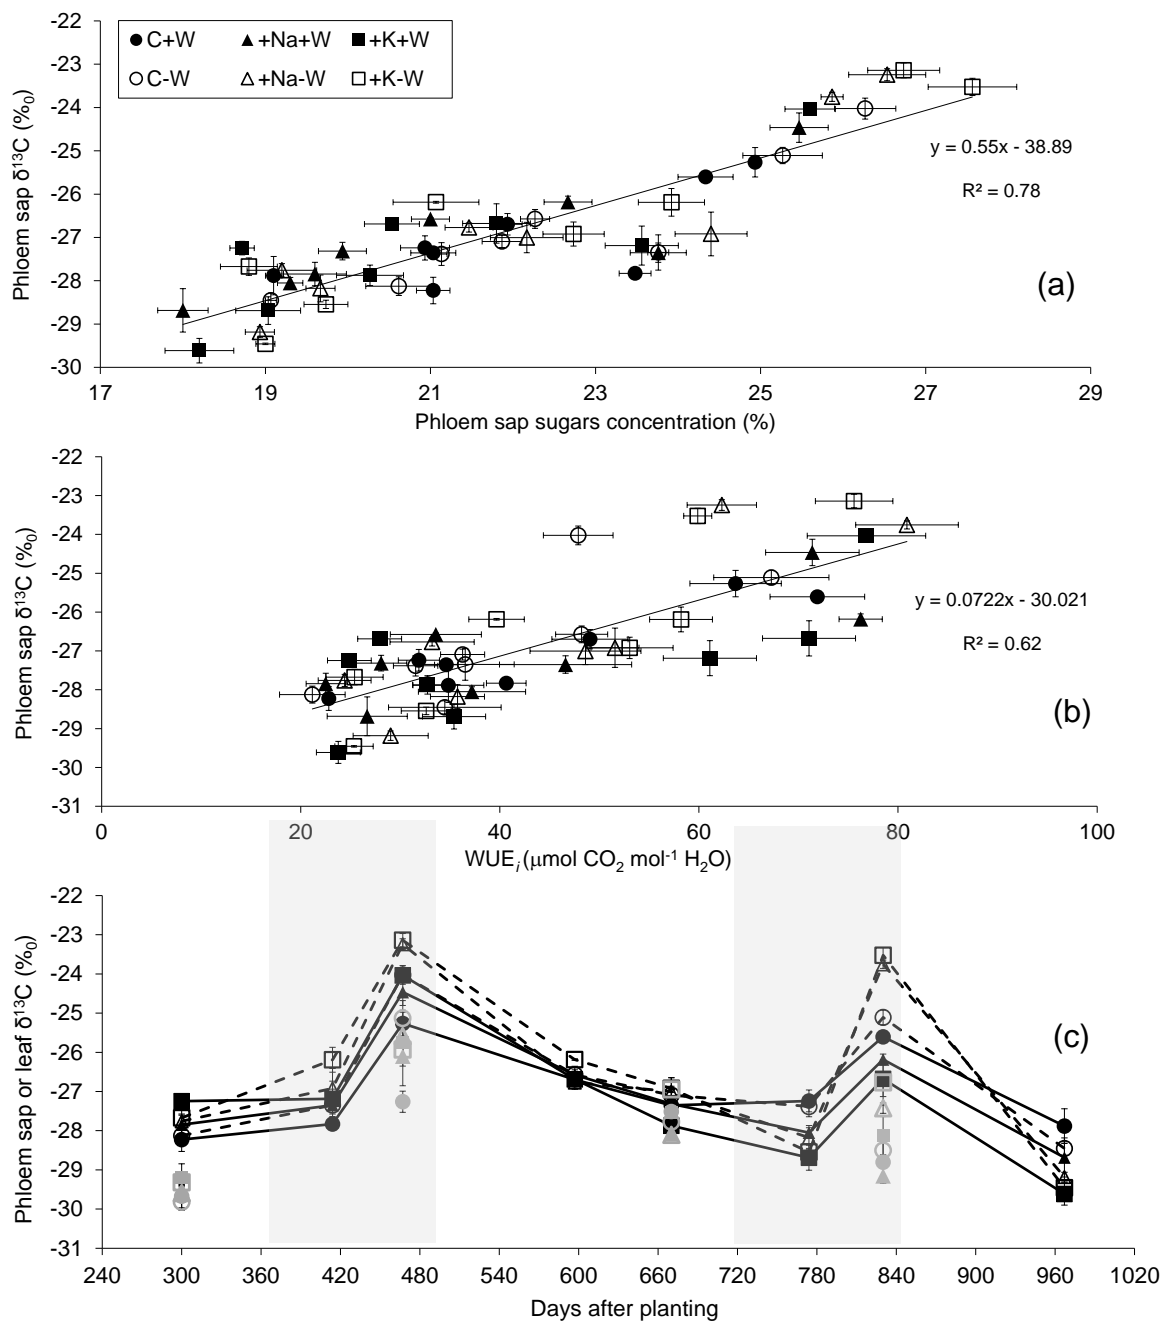 -22
-23
-24
-25
-26
-27
-28
-29
-30
Phloem sap δ¹³C (‰)
C+W +Na+W +K+W
C-W +Na-W +K-W
y = 0.55x - 38.89
R² = 0.78
(a)
17 19 21 23 25 27 29
Phloem sap sugars concentration (%)
-22
-23
-24
-25
-26
-27
-28
-29
-30
-31
Phloem sap δ¹³C (‰)
y = 0.0722x - 30.021
R² = 0.62
(b)
0 20 40 60 80 100
WUEᵢ (μmol CO₂ mol⁻¹ H₂O)
-22
-23
-24
-25
-26
-27
-28
-29
-30
-31
Phloem sap or leaf δ¹³C (‰)
(c)
240 300 360 420 480 540 600 660 720 780 840 900 960 1020
Days after planting